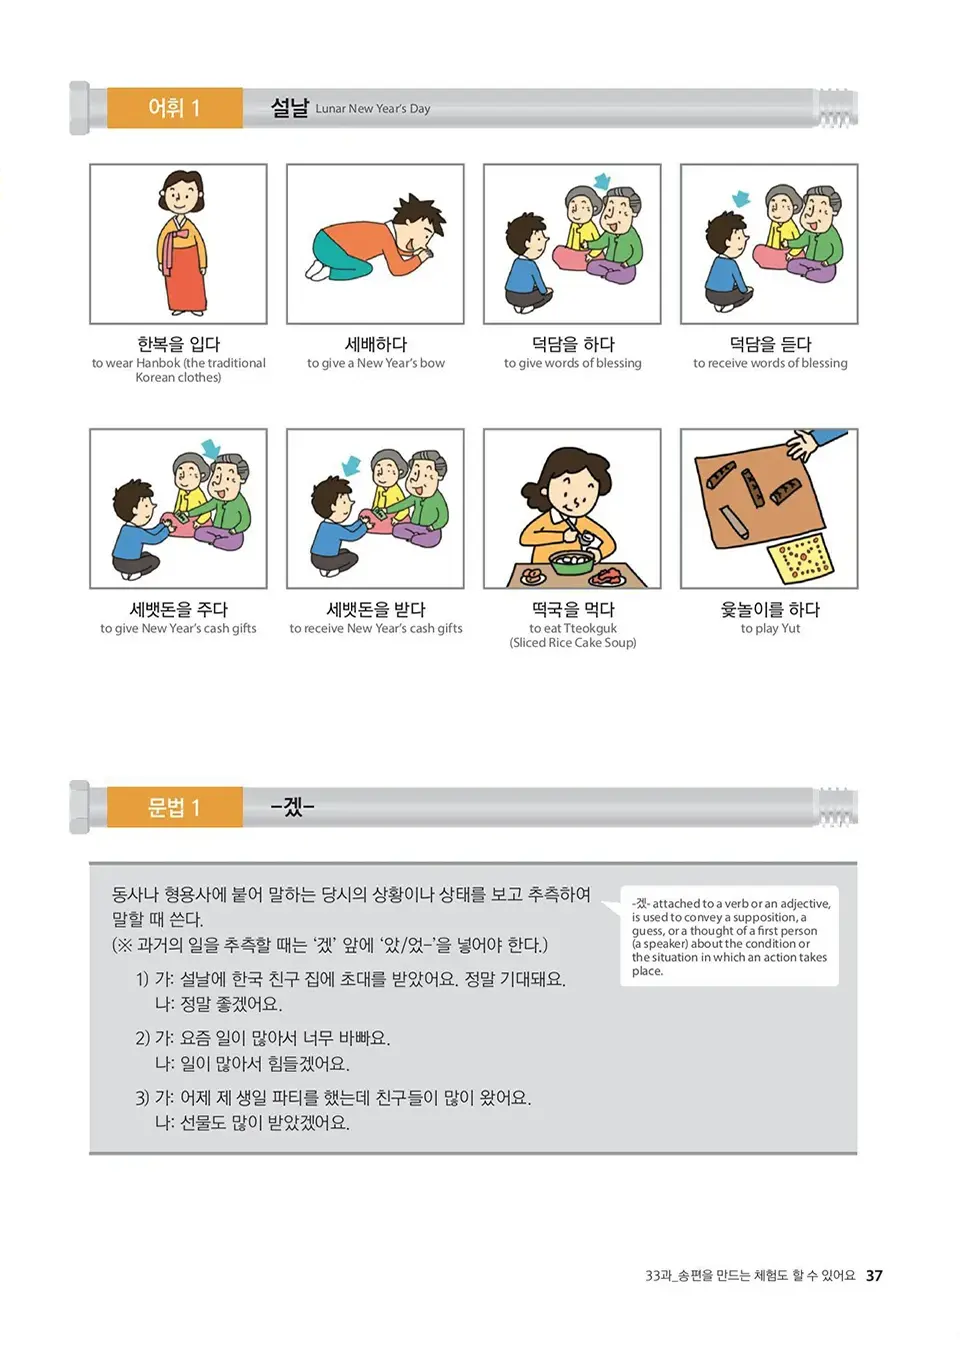 어휘 1
설날 Lunar New Year’s Day
한복을 입다
to wear Hanbok (the traditional
Korean clothes)
세배하다
to give a New Year’s bow
덕담을 하다
to give words of blessing
덕담을 듣다
to receive words of blessing
세뱃돈을 주다
to give New Year’s cash gifts
세뱃돈을 받다
to receive New Year’s cash gifts
떡국을 먹다
to eat Tteokguk
(Sliced Rice Cake Soup)
윷놀이를 하다
to play Yut
문법 1
-겠-
동사나 형용사에 붙어 말하는 당시의 상황이나 상태를 보고 추측하여
말할 때 쓴다.
(※ 과거의 일을 추측할 때는 ‘겠’ 앞에 ‘았/었-’을 넣어야 한다.)
-겠- attached to a verb or an adjective,
is used to convey a supposition, a
guess, or a thought of a first person
(a speaker) about the condition or
the situation in which an action takes
place.
1) 가: 설날에 한국 친구 집에 초대를 받았어요. 정말 기대돼요.
나: 정말 좋겠어요.
2) 가: 요즘 일이 많아서 너무 바빠요.
나: 일이 많아서 힘들겠어요.
3) 가: 어제 제 생일 파티를 했는데 친구들이 많이 왔어요.
나: 선물도 많이 받았겠어요.
33과_송편을 만드는 체험도 할 수 있어요 37